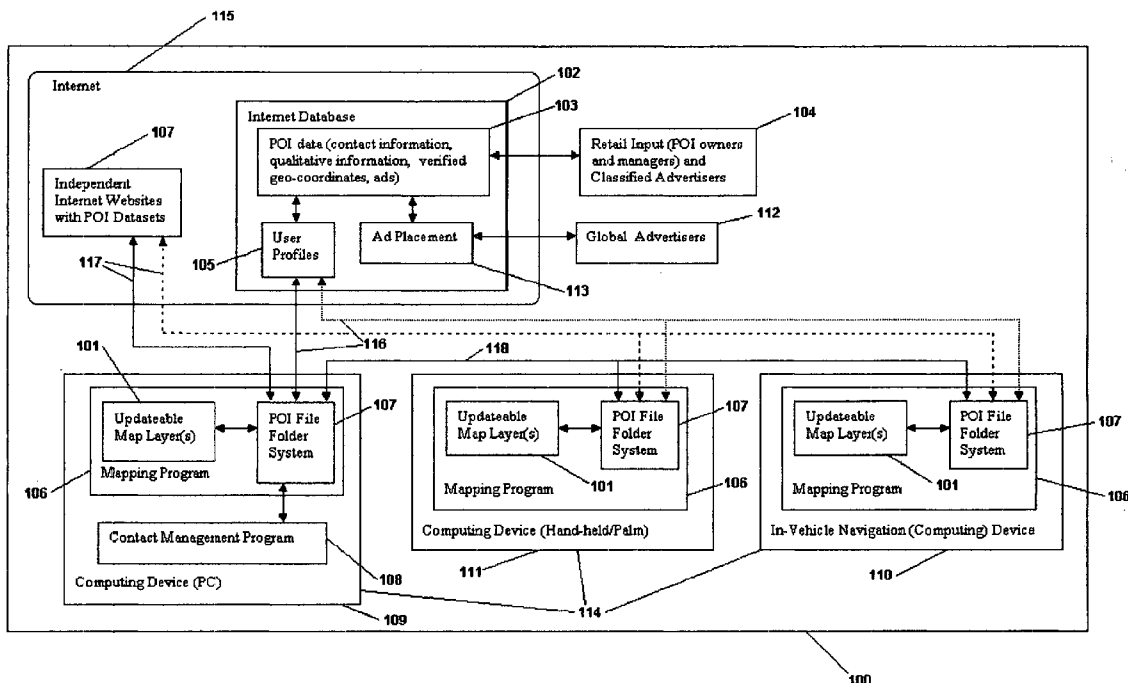 115
Internet
102
103
107
Internet Database
104
POI data (contact information,
qualitative information, verified
geo-coordinates, ads)
Retail Input (POI owners
and managers) and
Classified Advertisers
Independent
Internet Websites
with POI Datasets
112
User
Profiles
Ad Placement
Global Advertisers
117
105
113
116
118
101
107
107
107
Updateable
Map Layer(s)
POI File
Folder
System
Updateable
Map Layer(s)
POI File
Folder
System
Updateable
Map Layer(s)
POI File
Folder
System
Mapping Program
101
101
106
Mapping Program
106
Mapping Program
106
Contact Management Program
Computing Device (Hand-held/Palm)
In-Vehicle Navigation (Computing) Device
111
110
Computing Device (PC)
108
114
109
100